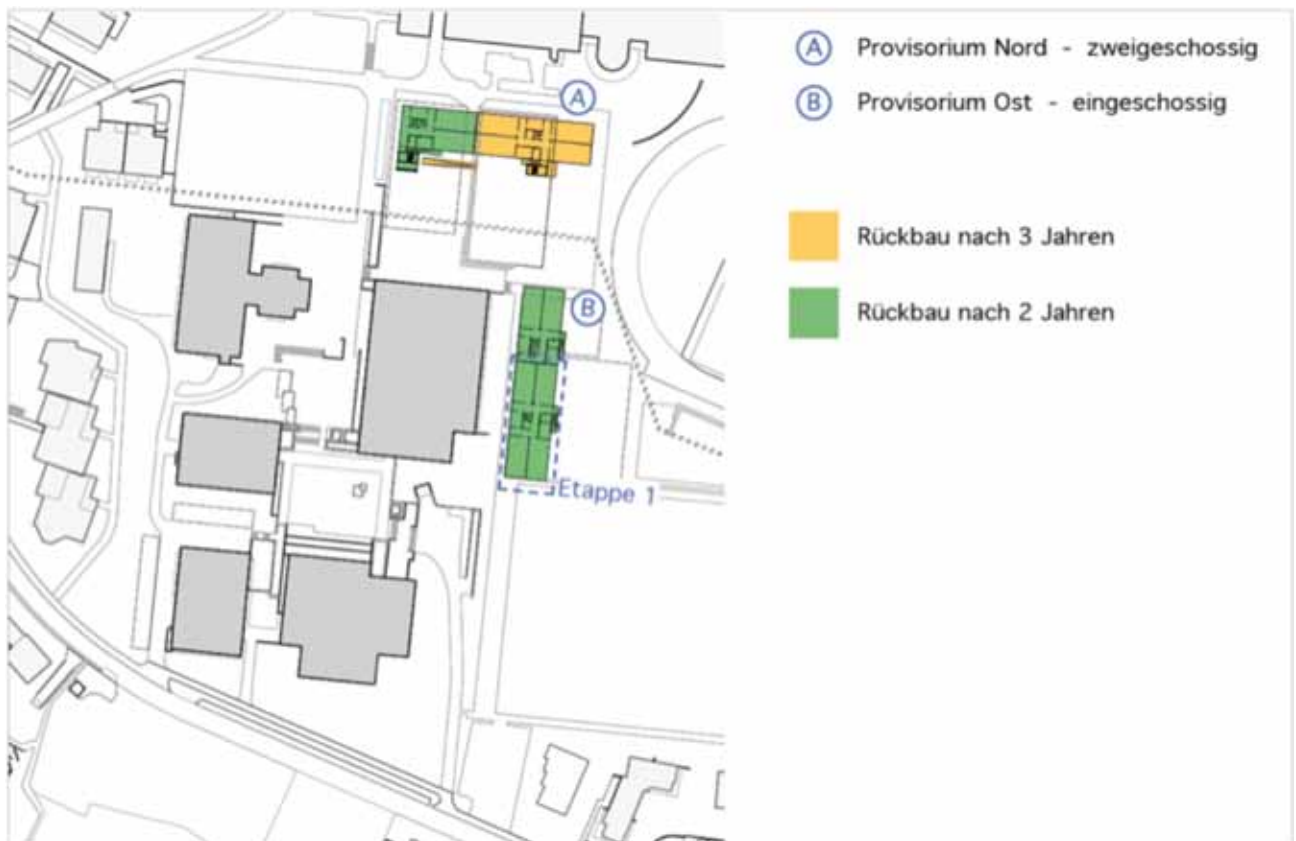 A Provisorium Nord - zweigeschossig
B Provisorium Ost - eingeschossig
Rückbau nach 3 Jahren
Rückbau nach 2 Jahren
A
B
Etappe 1